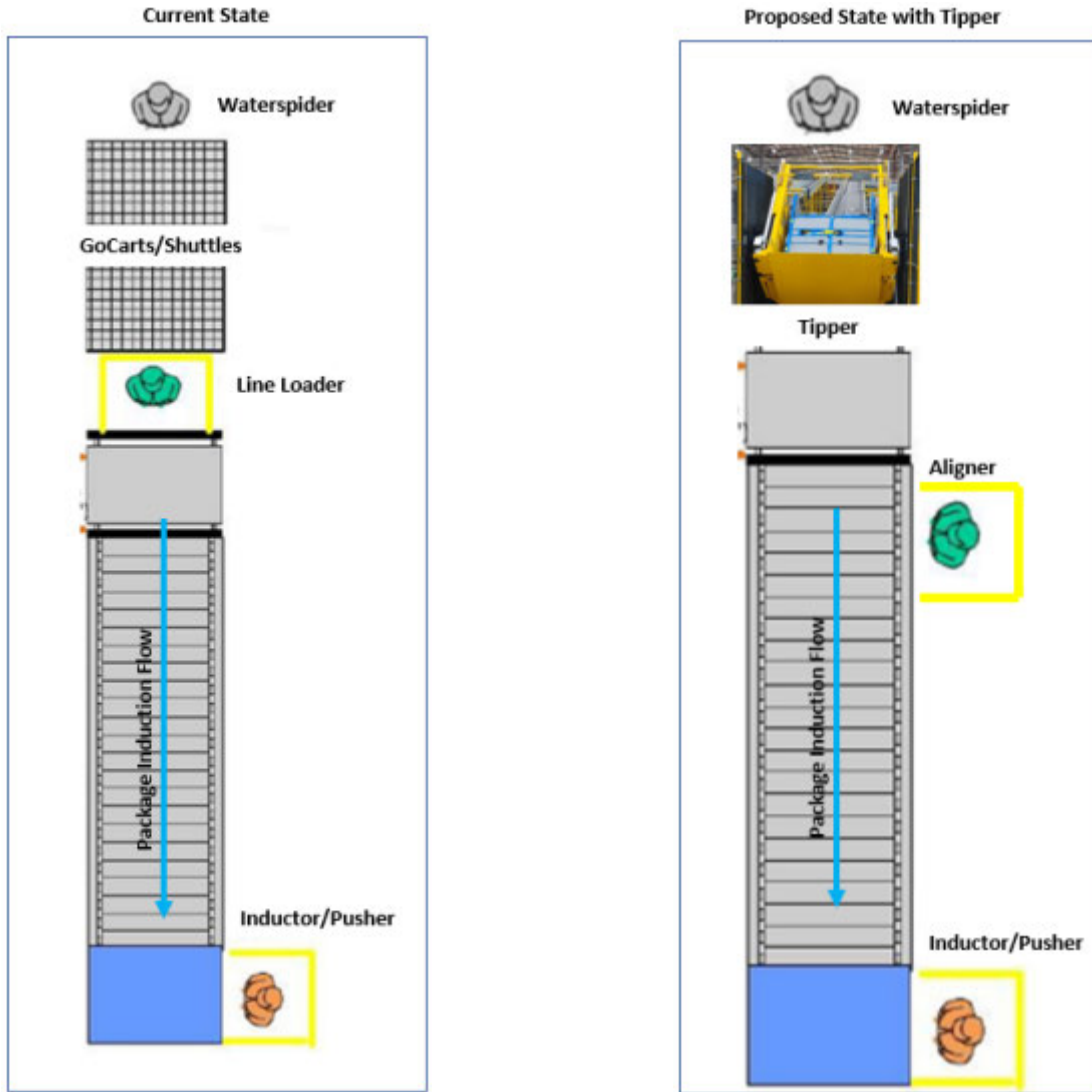 Current State
Waterspider
GoCarts/Shuttles
Line Loader
Package Induction Flow
Inductor/Pusher
Proposed State with Tipper
Waterspider
Tipper
Aligner
Package Induction Flow
Inductor/Pusher